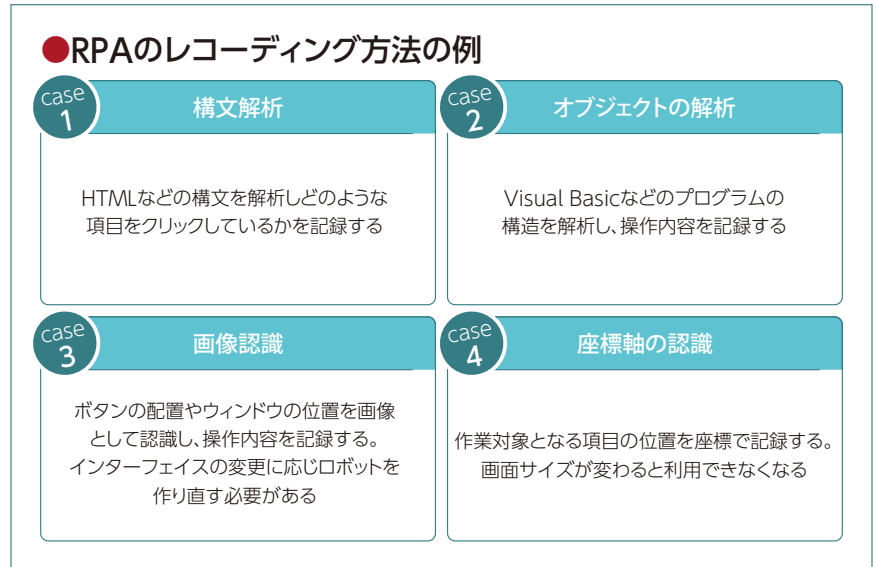 ●RPAのレコーディング方法の例
case
1
構文解析
HTMLなどの構文を解析しどのような
項目をクリックしているかを記録する
case
2
オブジェクトの解析
Visual Basicなどのプログラムの
構造を解析し、操作内容を記録する
case
3
画像認識
ボタンの配置やウィンドウの位置を画像
として認識し、操作内容を記録する。
インターフェイスの変更に応じロボットを
作り直す必要がある
case
4
座標軸の認識
作業対象となる項目の位置を座標で記録する。
画面サイズが変わると利用できなくなる